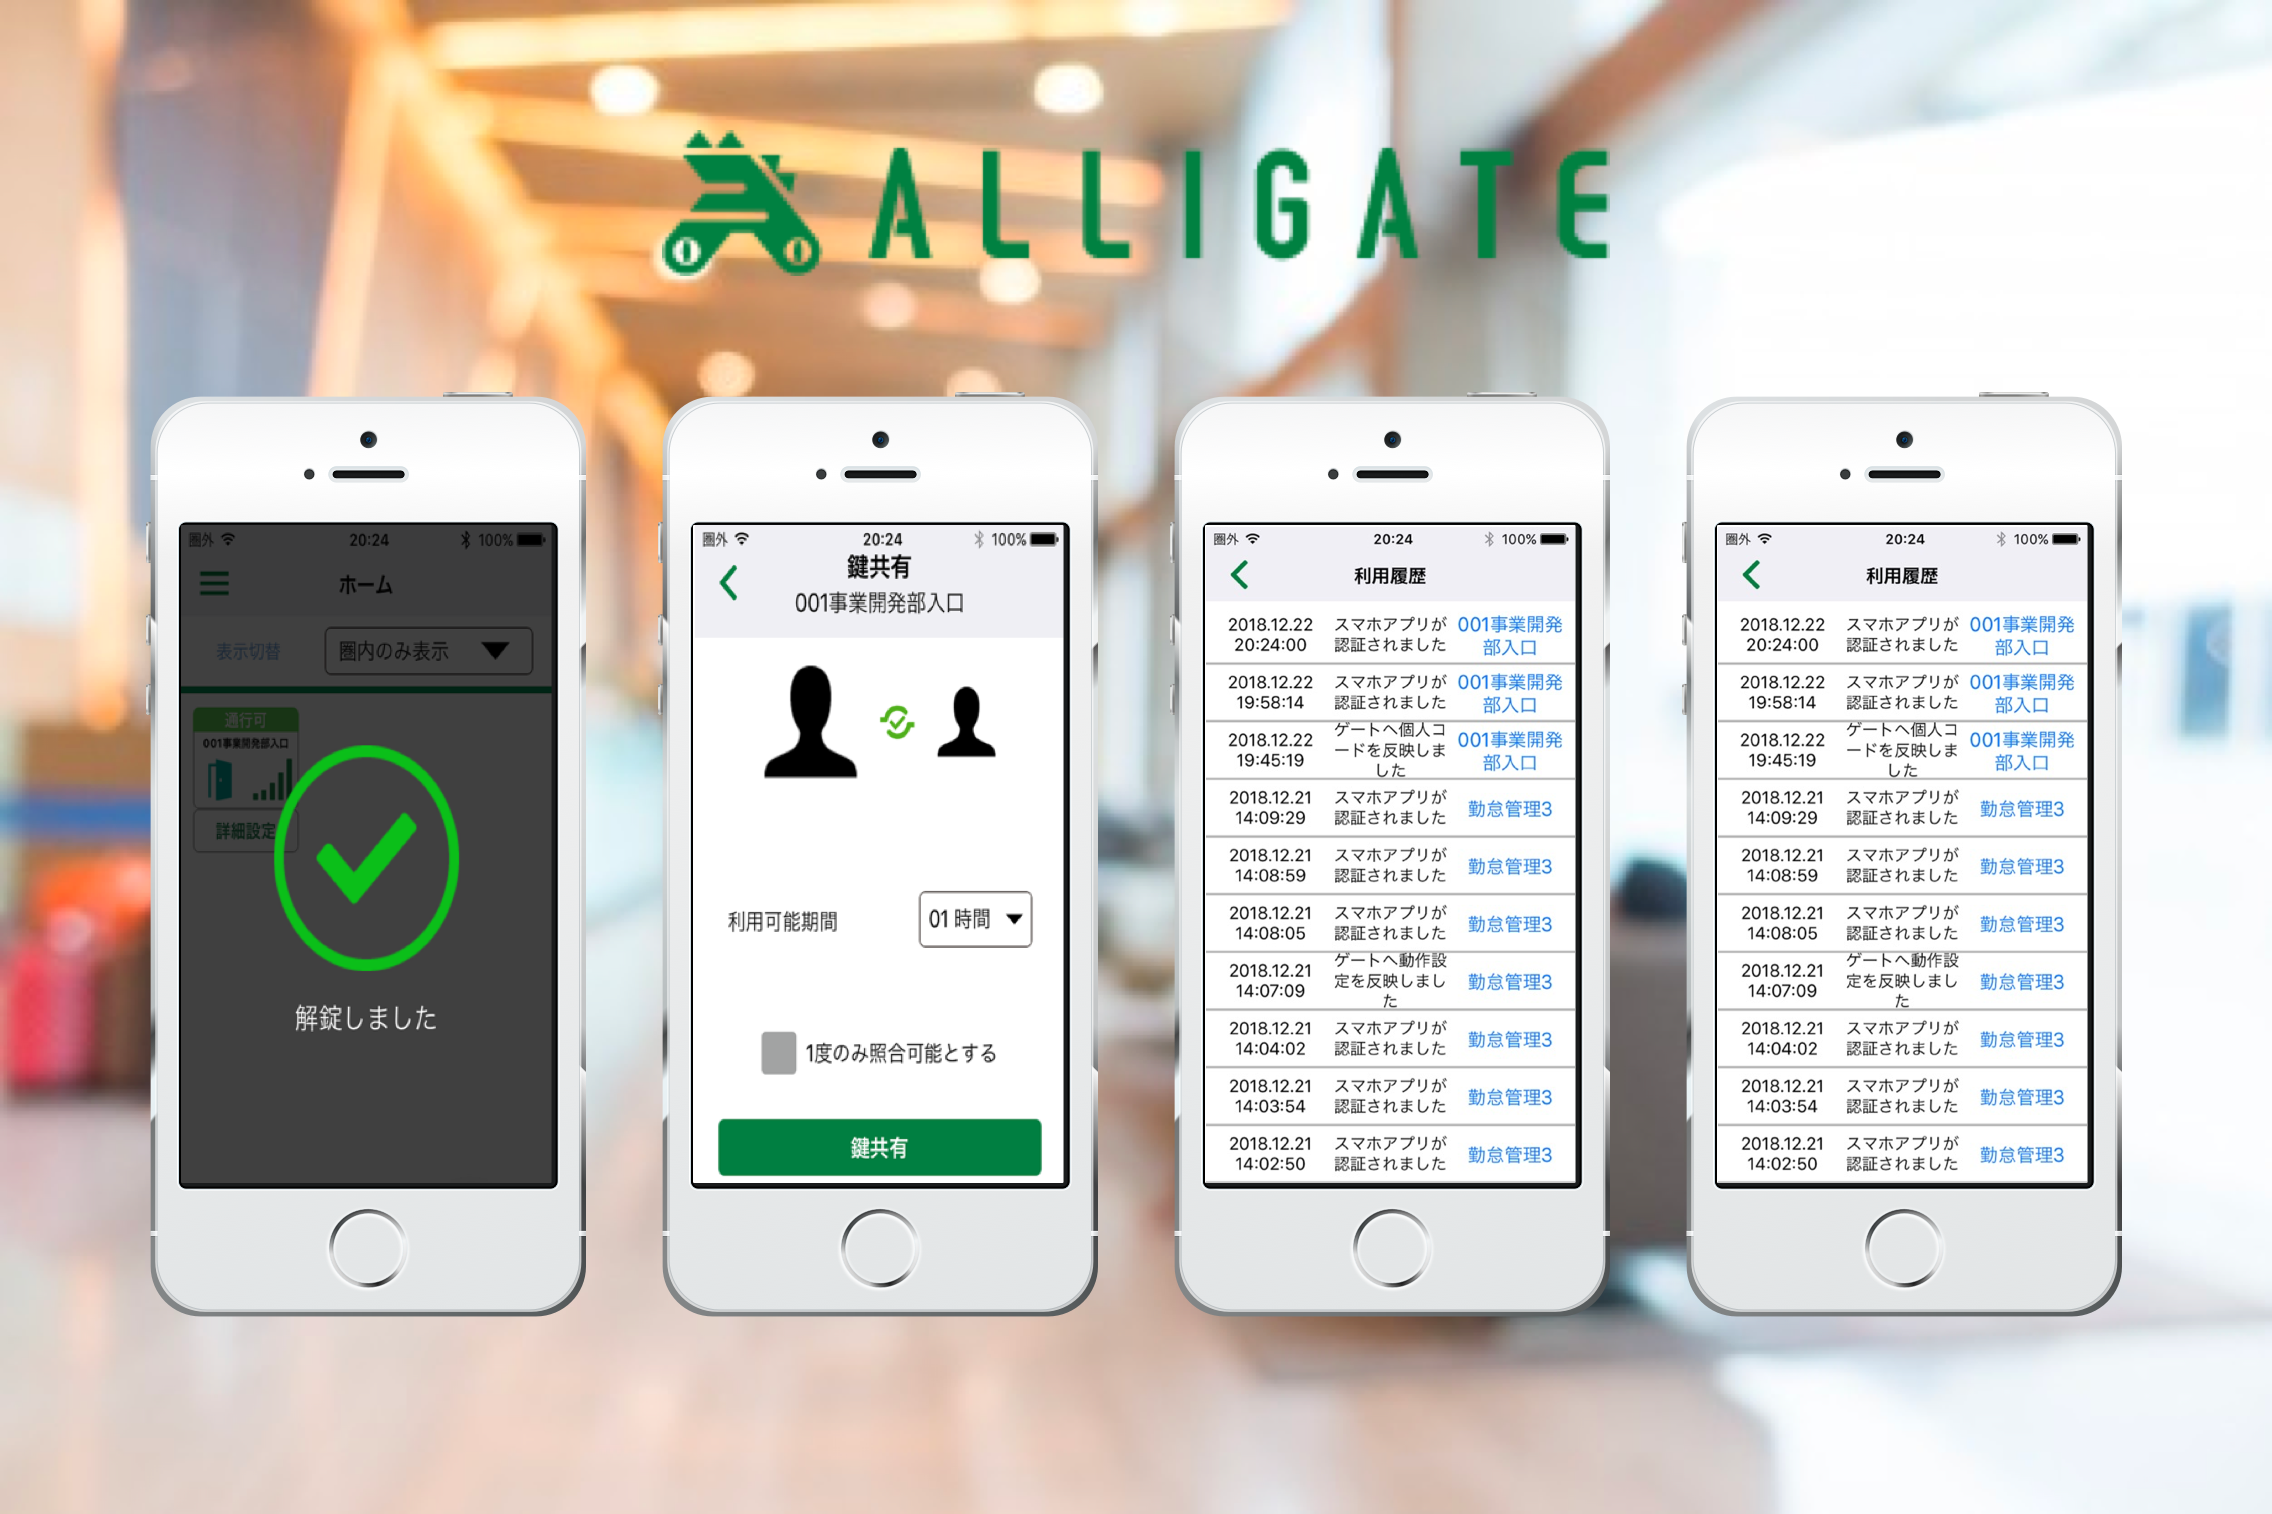 ALLIGATE
圏外 20:24 100%
ホーム
表示切替 圏内のみ表示
通行可
001事業開発部入口
詳細設定
解錠しました
圏外 20:24 100%
鍵共有
001事業開発部入口
利用可能期間 01 時間
1度のみ照合可能とする
鍵共有
圏外 20:24 100%
利用履歴
2018.12.22 スマホアプリが 001事業開発
20:24:00 認証されました 部入口
2018.12.22 スマホアプリが 001事業開発
19:58:14 認証されました 部入口
ゲートへ個人コ
2018.12.22 ードを反映しま 001事業開発
19:45:19 した 部入口
2018.12.21 スマホアプリが 勤怠管理3
14:09:29 認証されました
2018.12.21 スマホアプリが 勤怠管理3
14:08:59 認証されました
2018.12.21 スマホアプリが 勤怠管理3
14:08:05 認証されました
ゲートへ動作設
2018.12.21 定を反映しまし 勤怠管理3
14:07:09 た
2018.12.21 スマホアプリが 勤怠管理3
14:04:02 認証されました
2018.12.21 スマホアプリが 勤怠管理3
14:03:54 認証されました
2018.12.21 スマホアプリが 勤怠管理3
14:02:50 認証されました
圏外 20:24 100%
利用履歴
2018.12.22 スマホアプリが 001事業開発
20:24:00 認証されました 部入口
2018.12.22 スマホアプリが 001事業開発
19:58:14 認証されました 部入口
ゲートへ個人コ
2018.12.22 ードを反映しま 001事業開発
19:45:19 した 部入口
2018.12.21 スマホアプリが 勤怠管理3
14:09:29 認証されました
2018.12.21 スマホアプリが 勤怠管理3
14:08:59 認証されました
2018.12.21 スマホアプリが 勤怠管理3
14:08:05 認証されました
ゲートへ動作設
2018.12.21 定を反映しまし 勤怠管理3
14:07:09 た
2018.12.21 スマホアプリが 勤怠管理3
14:04:02 認証されました
2018.12.21 スマホアプリが 勤怠管理3
14:03:54 認証されました
2018.12.21 スマホアプリが 勤怠管理3
14:02:50 認証されました